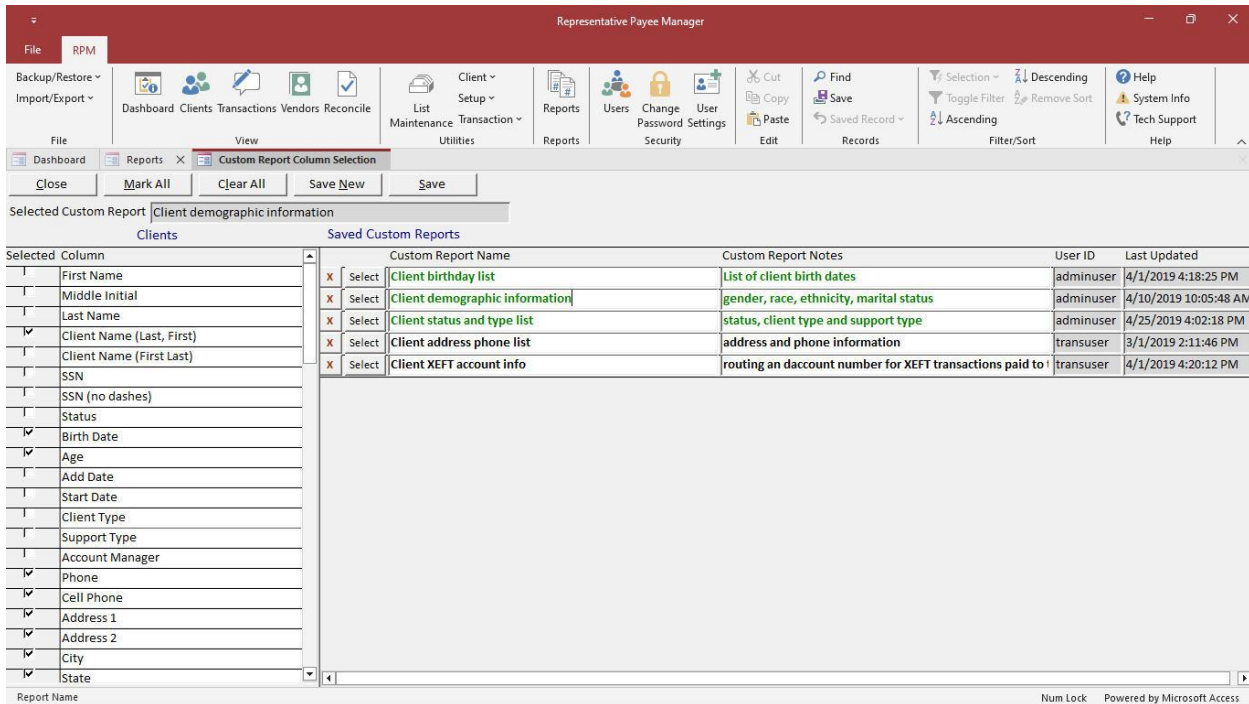 Representative Payee Manager
File RPM
Backup/Restore
Import/Export
File
Dashboard Clients Transactions Vendors Reconcile
View
List Maintenance
Client
Setup
Transaction
Utilities
Reports
Reports
Users Change Password User Settings
Security
Cut
Copy
Paste
Edit
Find
Save
Saved Record
Records
Selection Descending
Toggle Filter Remove Sort
Ascending
Filter/Sort
Help
System Info
Tech Support
Help
Dashboard Reports X Custom Report Column Selection
Close Mark All Clear All Save New Save
Selected Custom Report Client demographic information
Clients Saved Custom Reports
Selected Column
First Name
Middle Initial
Last Name
Client Name (Last, First)
Client Name (First Last)
SSN
SSN (no dashes)
Status
Birth Date
Age
Add Date
Start Date
Client Type
Support Type
Account Manager
Phone
Cell Phone
Address 1
Address 2
City
State
Custom Report Name Custom Report Notes User ID Last Updated
X Select Client birthday list List of client birth dates adminuser 4/1/2019 4:18:25 PM
X Select Client demographic information gender, race, ethnicity, marital status adminuser 4/10/2019 10:05:48 AM
X Select Client status and type list status, client type and support type adminuser 4/25/2019 4:02:18 PM
X Select Client address phone list address and phone information transuser 3/1/2019 2:11:46 PM
X Select Client XEFT account info routing an daccount number for XEFT transactions paid to transuser 4/1/2019 4:20:12 PM
Report Name Num Lock Powered by Microsoft Access